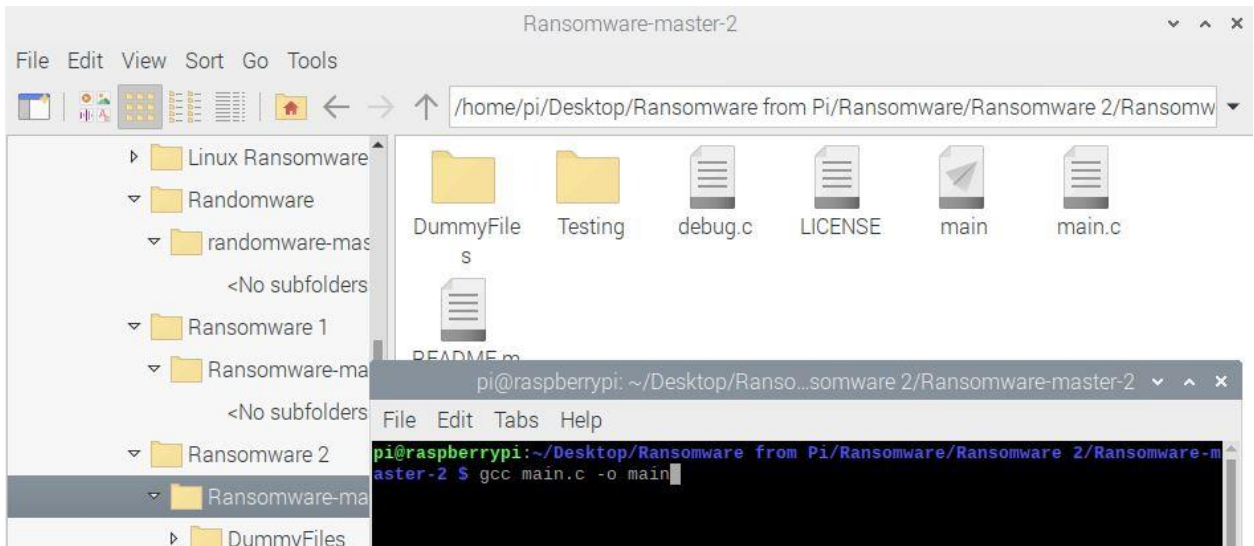 Ransomware-master-2
File Edit View Sort Go Tools
/home/pi/Desktop/Ransomware from Pi/Ransomware/Ransomware 2/Ransomw
Linux Ransomware
Randomware
randomware-mas
<No subfolders
Ransomware 1
Ransomware-ma
<No subfolders
Ransomware 2
Ransomware-ma
DummyFiles
DummyFile
s
Testing
debug.c
LICENSE
main
main.c
README.m
pi@raspberrypi: ~/Desktop/Ranso...somware 2/Ransomware-master-2
File Edit Tabs Help
pi@raspberrypi:~/Desktop/Ransomware from Pi/Ransomware/Ransomware 2/Ransomware-m
aster-2 $ gcc main.c -o main